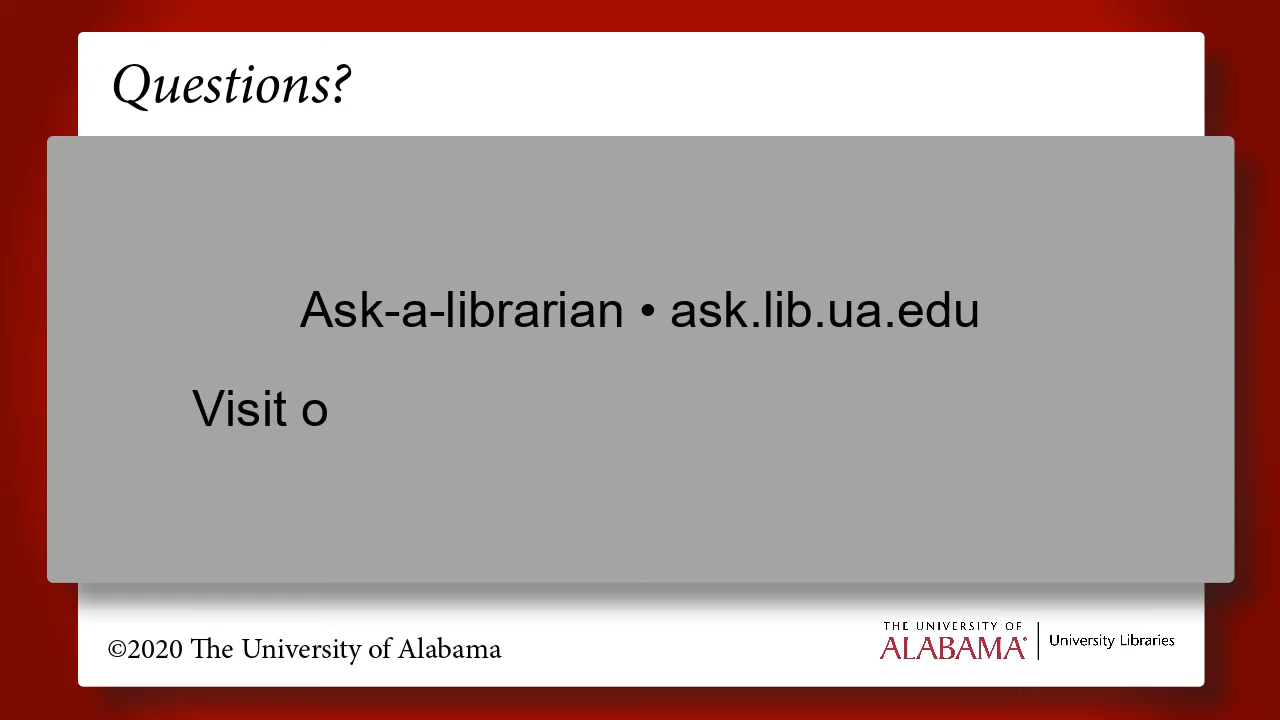 Questions?
Ask-a-librarian • ask.lib.ua.edu
Visit o
©2020 The University of Alabama
THE UNIVERSITY OF
ALABAMA®
University Libraries